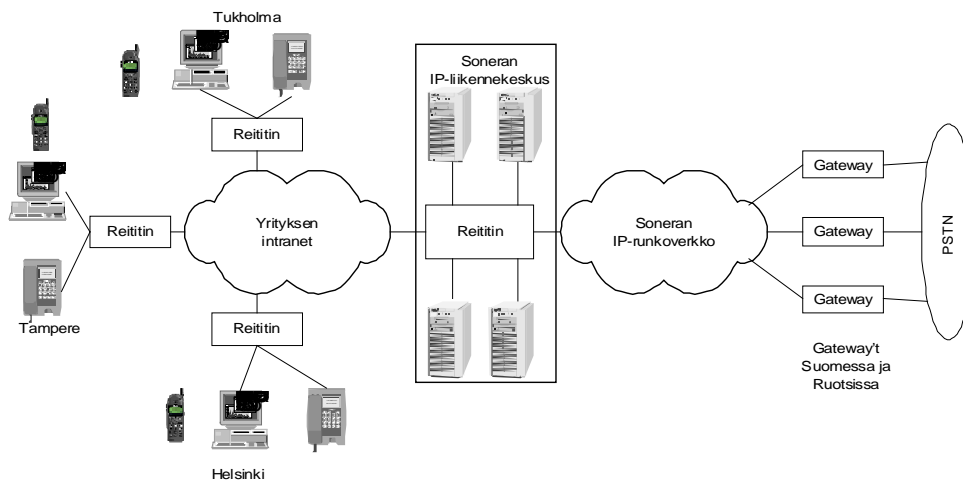 Tukholma
Soneran
IP-liikennekeskus
Reititin
Gateway
Reititin
Yrityksen
intranet
Reititin
Soneran
IP-runkoverkko
Gateway
PSTN
Gateway
Tampere
Reititin
Gateway't
Suomessa ja
Ruotsissa
Helsinki